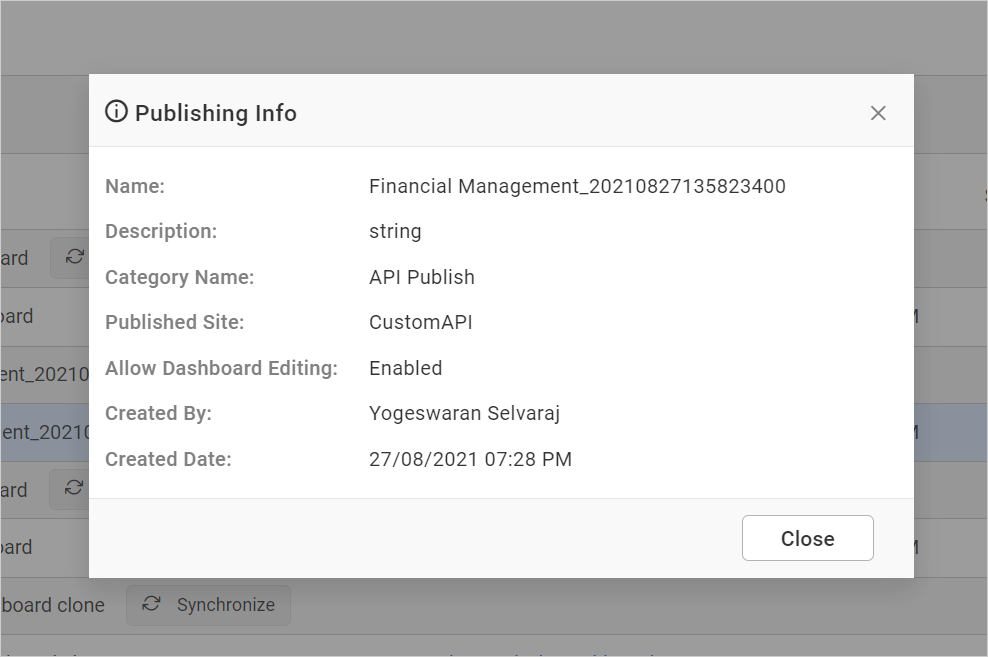 Publishing Info
Name: Financial Management_20210827135823400
Description: string
Category Name: API Publish
Published Site: CustomAPI
Allow Dashboard Editing: Enabled
Created By: Yogeswaran Selvaraj
Created Date: 27/08/2021 07:28 PM
Close
ard
oard
ent_20210
ent_20210
ard
oard
board clone Synchronize